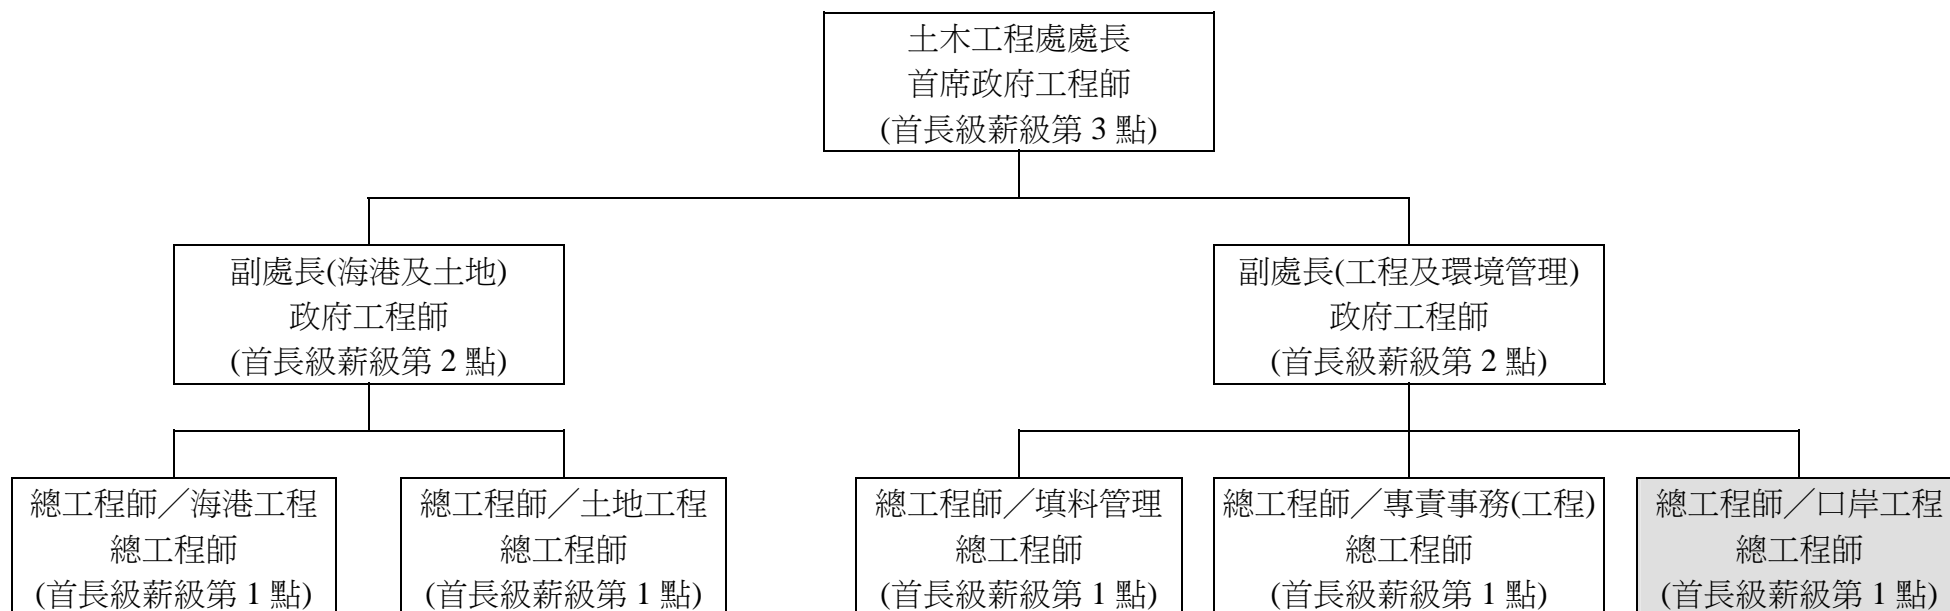 土木工程處處長
首席政府工程師
(首長級薪級第 3 點)
副處長(海港及土地)
政府工程師
(首長級薪級第 2 點)
副處長(工程及環境管理)
政府工程師
(首長級薪級第 2 點)
總工程師／海港工程
總工程師
(首長級薪級第 1 點)
總工程師／土地工程
總工程師
(首長級薪級第 1 點)
總工程師／填料管理
總工程師
(首長級薪級第 1 點)
總工程師／專責事務(工程)
總工程師
(首長級薪級第 1 點)
總工程師／口岸工程
總工程師
(首長級薪級第 1 點)